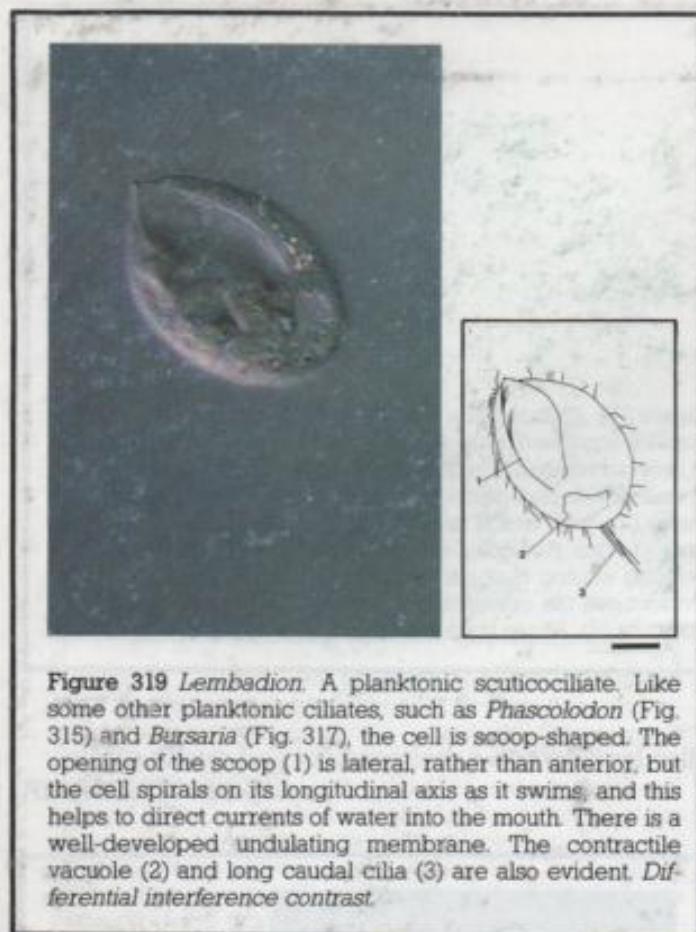 1
2
3
Figure 319 Lembadion. A planktonic scuticociliate. Like
some other planktonic ciliates, such as Phascolodon (Fig.
315) and Bursaria (Fig. 317), the cell is scoop-shaped. The
opening of the scoop (1) is lateral, rather than anterior, but
the cell spirals on its longitudinal axis as it swims, and this
helps to direct currents of water into the mouth. There is a
well-developed undulating membrane. The contractile
vacuole (2) and long caudal cilia (3) are also evident. Dif-
ferential interference contrast.